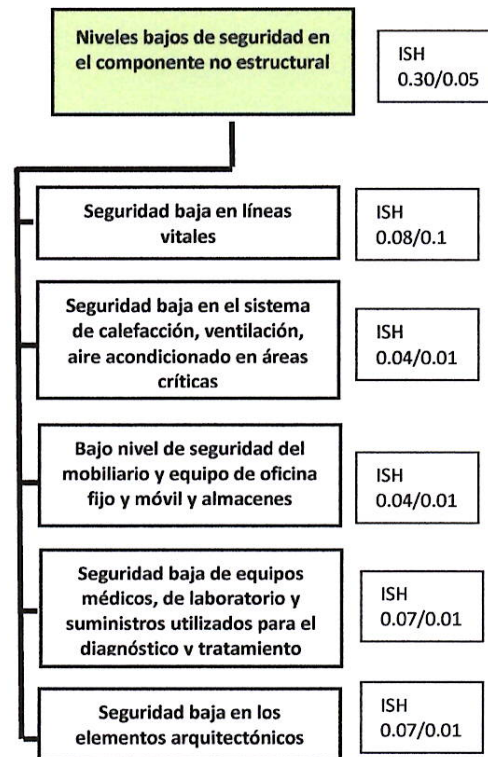 Niveles bajos de seguridad en
el componente no estructural
ISH
0.30/0.05
Seguridad baja en líneas
vitales
ISH
0.08/0.1
Seguridad baja en el sistema
de calefacción, ventilación,
aire acondicionado en áreas
críticas
ISH
0.04/0.01
Bajo nivel de seguridad del
mobiliario y equipo de oficina
fijo y móvil y almacenes
ISH
0.04/0.01
Seguridad baja de equipos
médicos, de laboratorio y
suministros utilizados para el
diagnóstico y tratamiento
ISH
0.07/0.01
Seguridad baja en los
elementos arquitectónicos
ISH
0.07/0.01